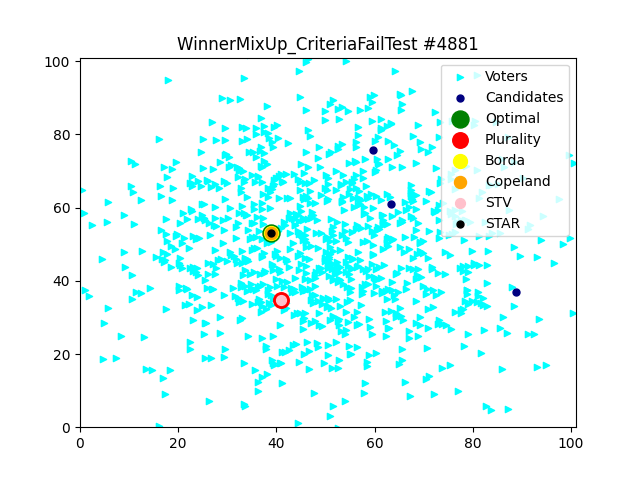 WinnerMixUp_CriteriaFailTest #4881
100
80
60
40
20
0
0
20
40
60
80
100
Voters
Candidates
Optimal
Plurality
Borda
Copeland
STV
STAR